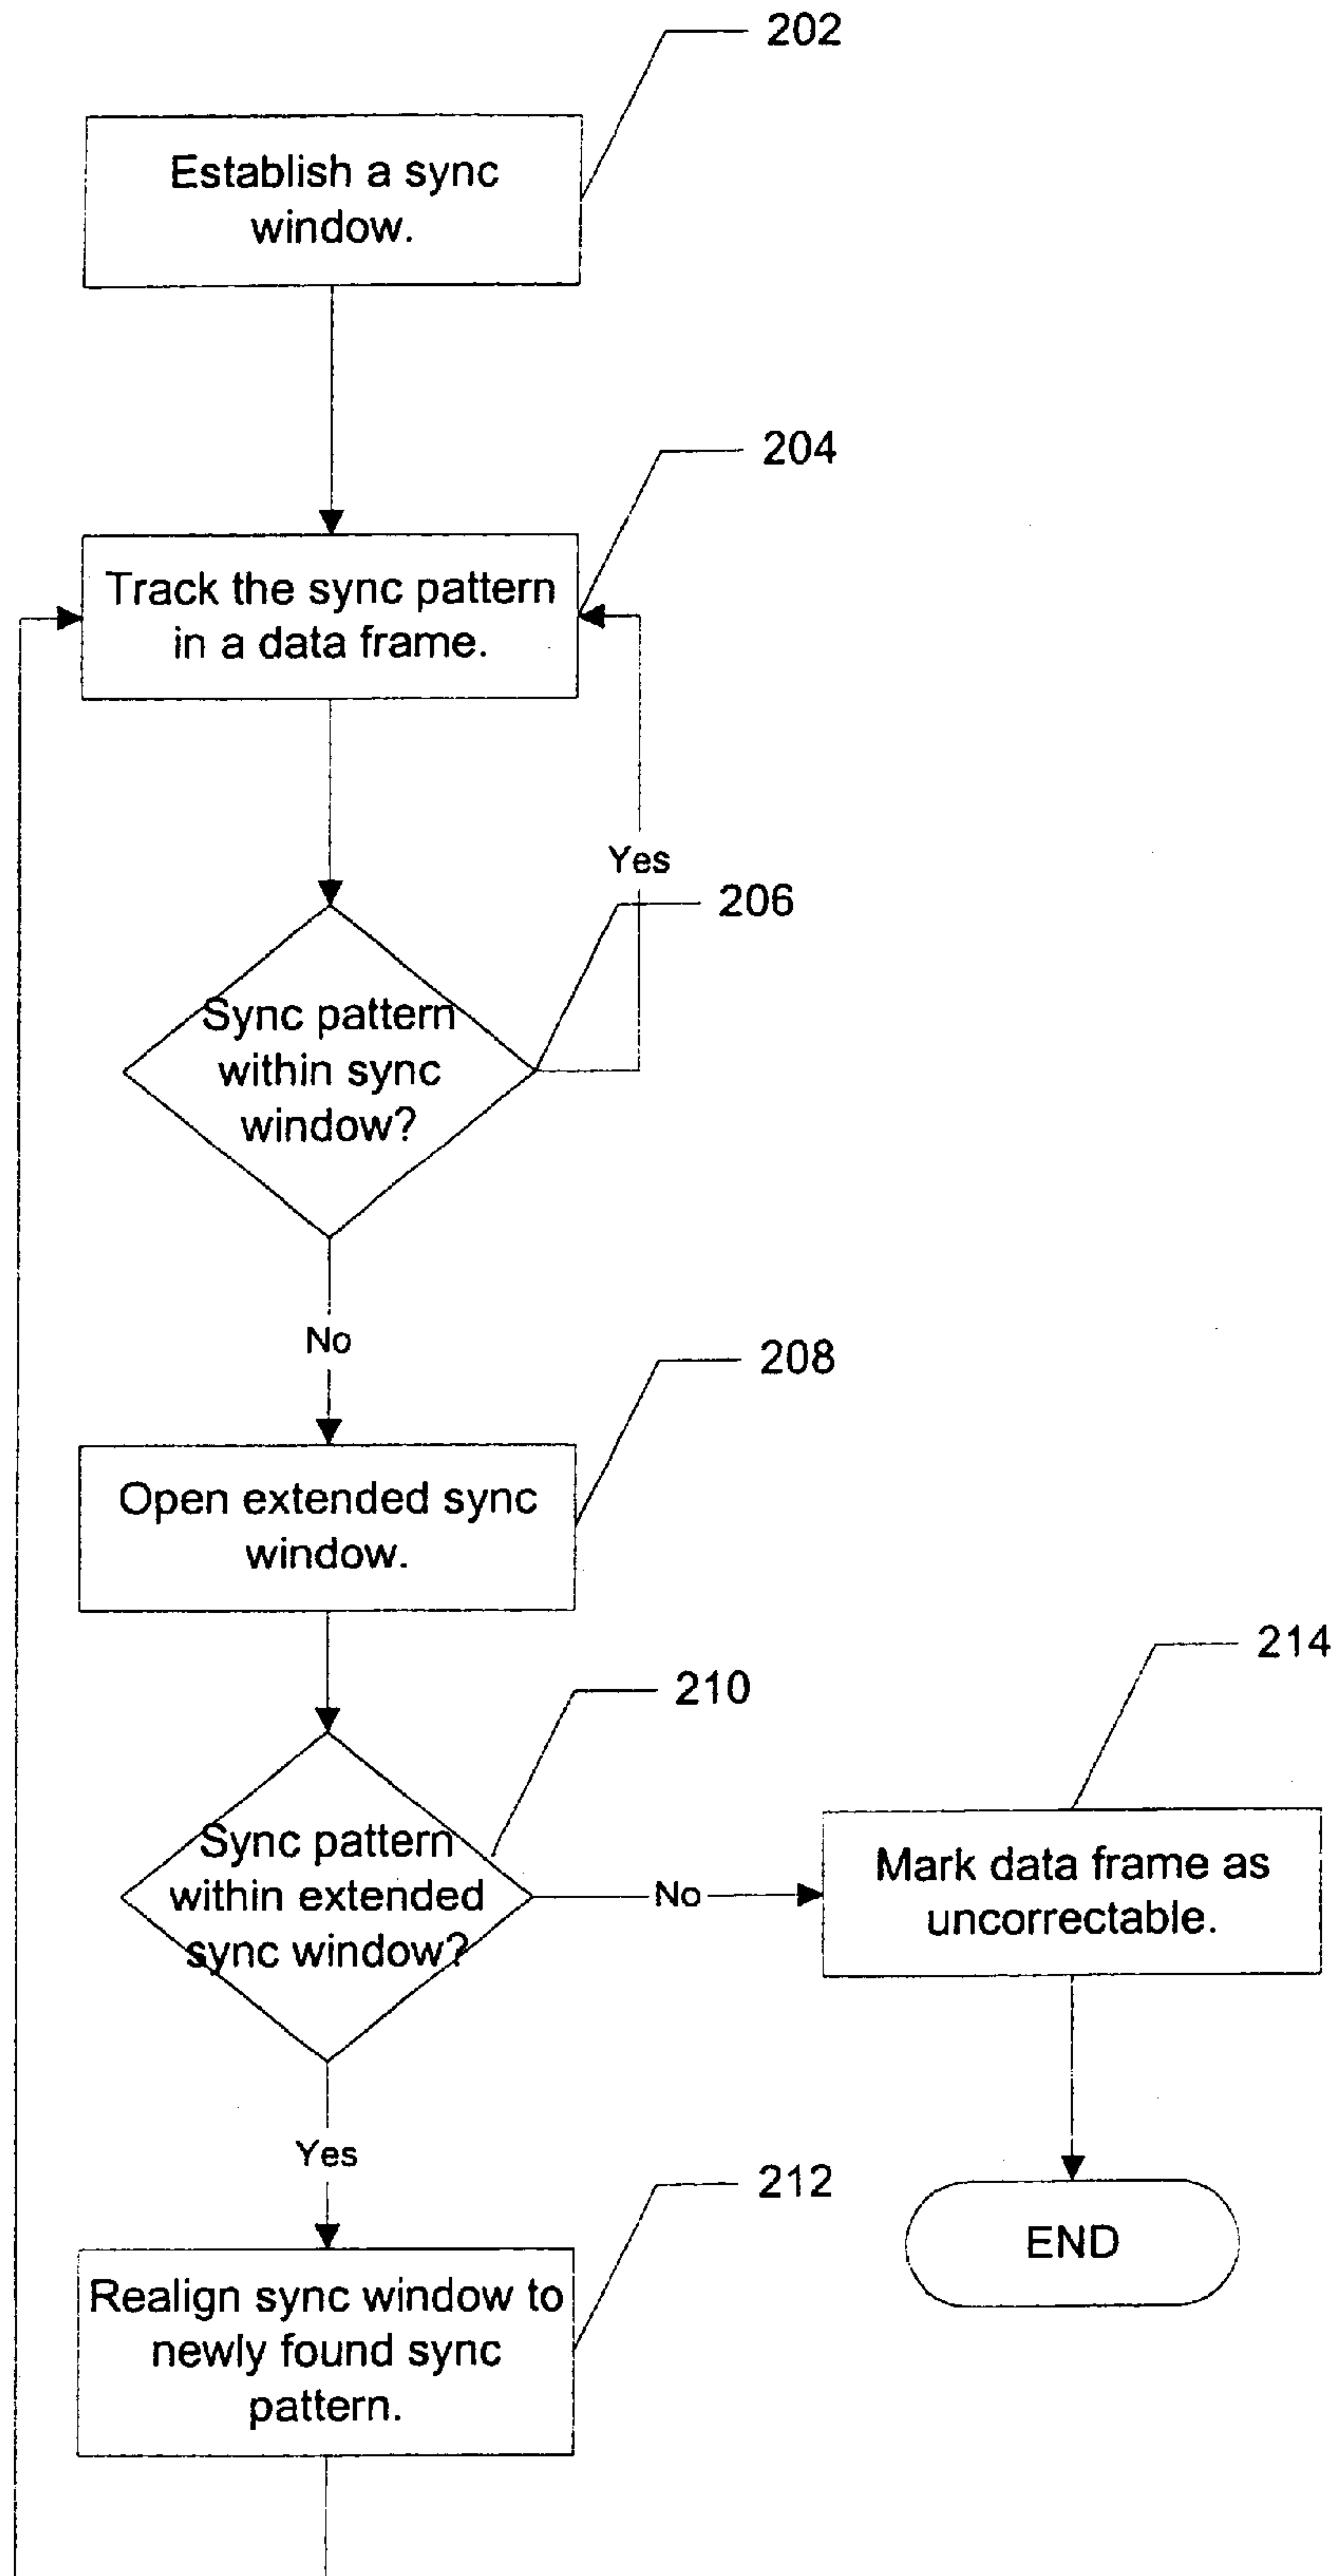 202
Establish a sync
window.
204
Track the sync pattern
in a data frame.
Yes
206
Sync pattern
within sync
window?
No
208
Open extended sync
window.
214
210
Sync pattern
within extended
sync window?
No
Mark data frame as
uncorrectable.
Yes
212
END
Realign sync window to
newly found sync
pattern.